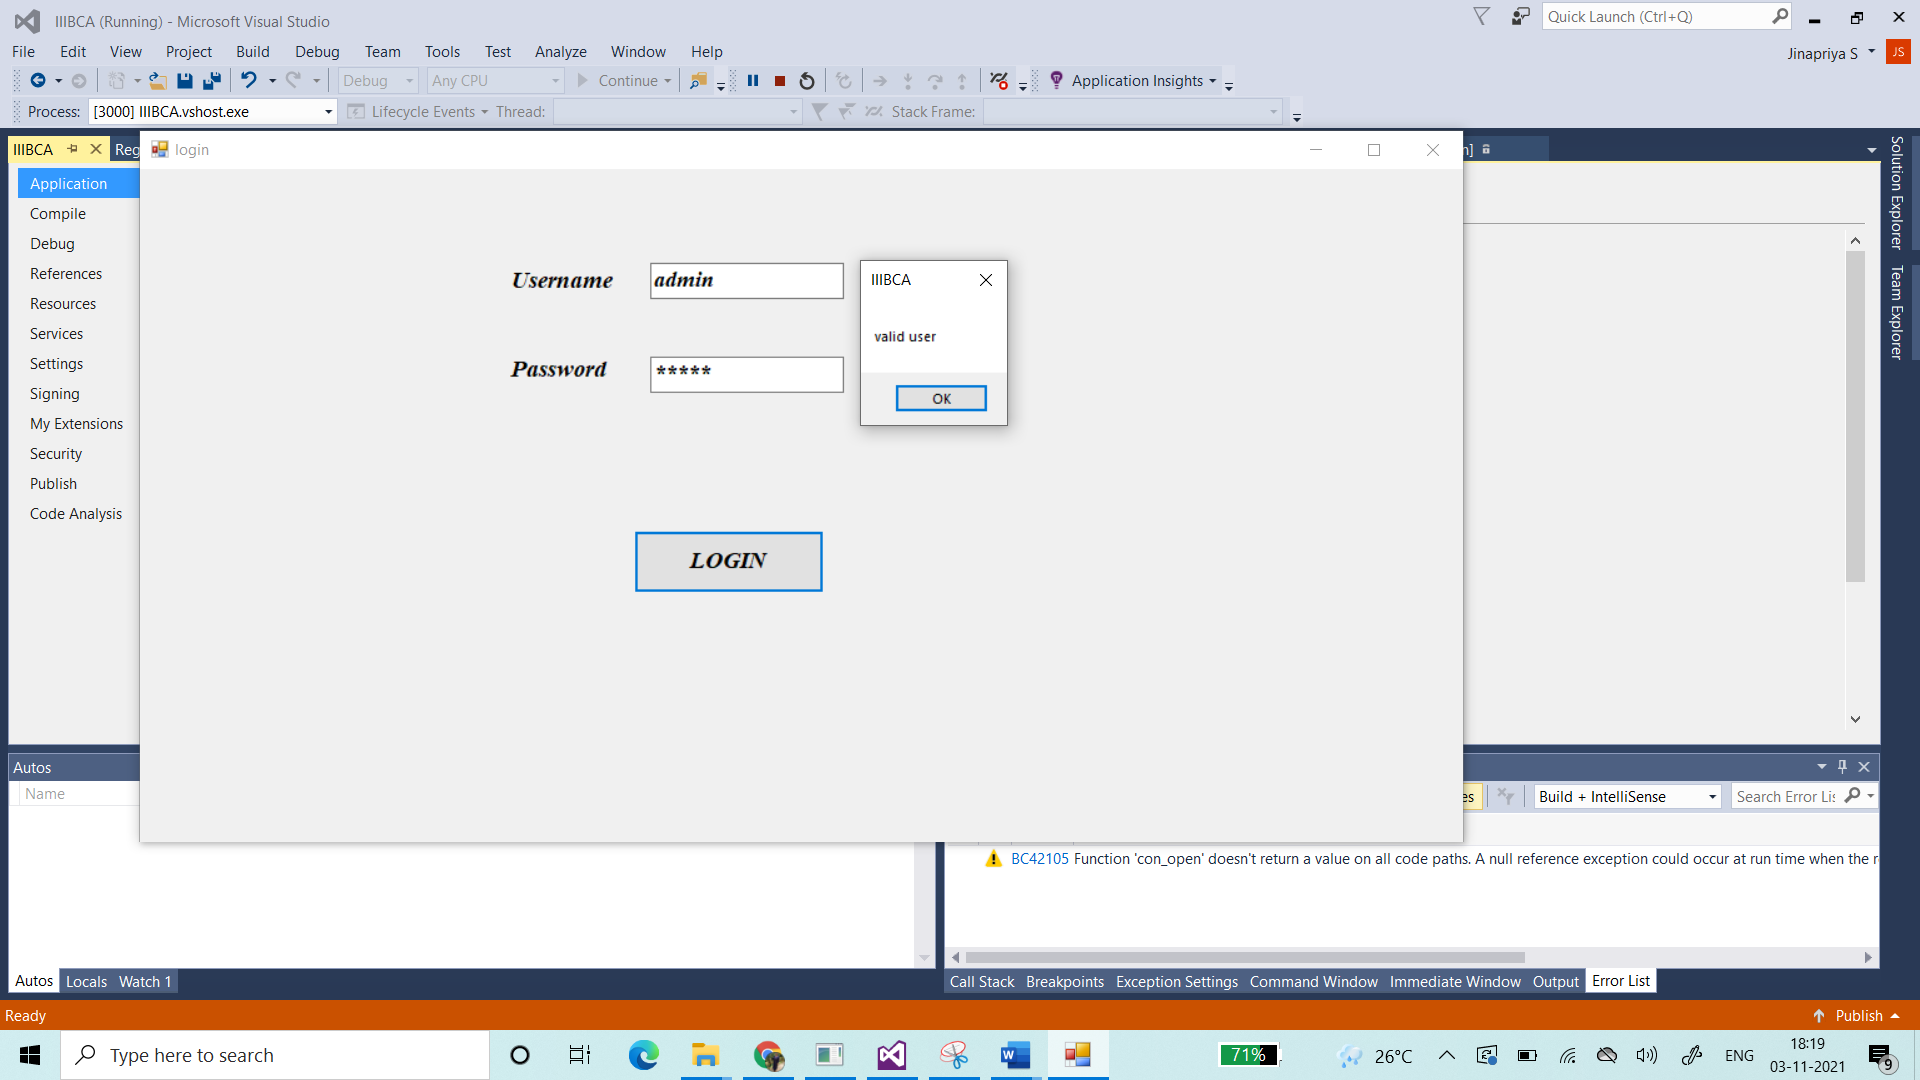 IIIBCA (Running) - Microsoft Visual Studio
Quick Launch (Ctrl+Q)
File Edit View Project Build Debug Team Tools Test Analyze Window Help
Jinapriya S
JS
Debug Any CPU Continue Application Insights
Process: [3000] IIIBCA.vshost.exe Lifecycle Events Thread: Stack Frame:
IIIBCA Reg
login
Solution Explorer
Team Explorer
Application
Compile
Debug
References
Resources
Services
Settings
Signing
My Extensions
Security
Publish
Code Analysis
Username admin
Password *****
LOGIN
IIIBCA
valid user
OK
Autos
Name
Build + IntelliSense
Search Error Lis
BC42105 Function 'con_open' doesn't return a value on all code paths. A null reference exception could occur at run time when the r
Autos Locals Watch 1
Call Stack Breakpoints Exception Settings Command Window Immediate Window Output Error List
Ready
Publish
Type here to search
71%
26°C
ENG
18:19
03-11-2021
9